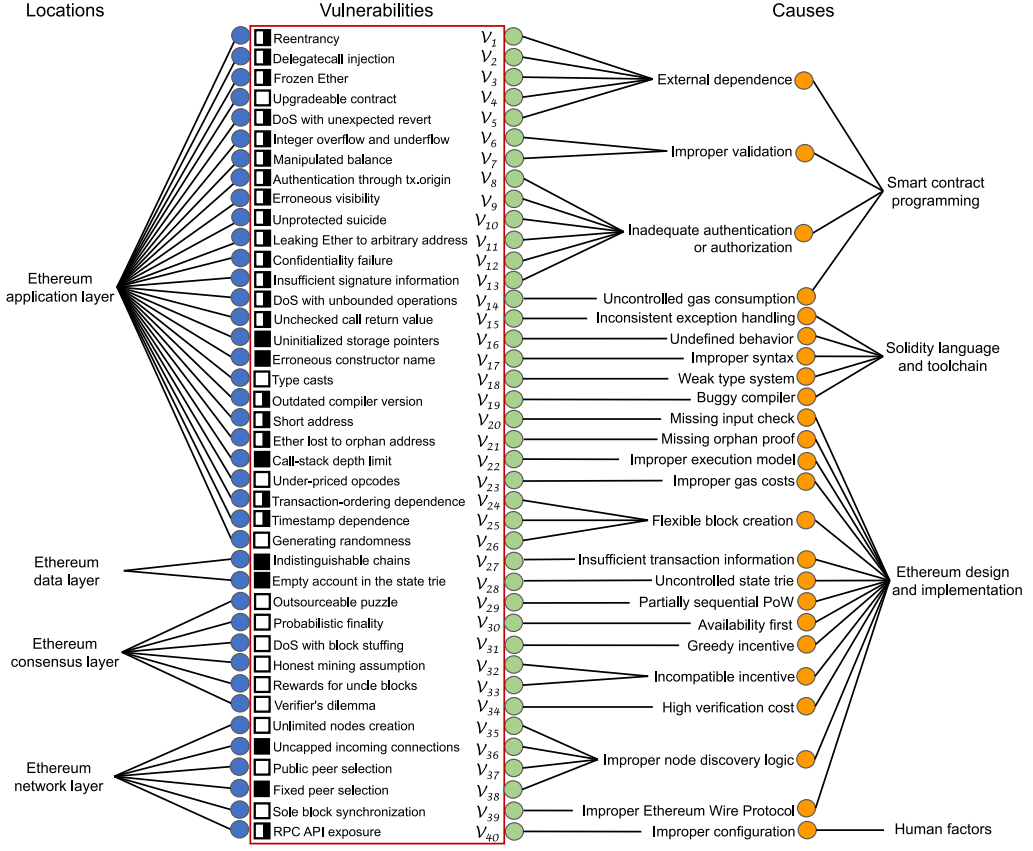 Locations
Vulnerabilities
Causes
Reentrancy
Delegatecall injection
Frozen Ether
Upgradeable contract
DoS with unexpected revert
Integer overflow and underflow
Manipulated balance
Authentication through tx.origin
Erroneous visibility
Unprotected suicide
Leaking Ether to arbitrary address
Confidentiality failure
Insufficient signature information
DoS with unbounded operations
Unchecked call return value
Uninitialized storage pointers
Erroneous constructor name
Type casts
Outdated compiler version
Short address
Ether lost to orphan address
Call-stack depth limit
Under-priced opcodes
Transaction-ordering dependence
Timestamp dependence
Generating randomness
Indistinguishable chains
Empty account in the state trie
Outsourceable puzzle
Probabilistic finality
DoS with block stuffing
Honest mining assumption
Rewards for uncle blocks
Verifier's dilemma
Unlimited nodes creation
Uncapped incoming connections
Public peer selection
Fixed peer selection
Sole block synchronization
RPC API exposure
V1
V2
V3
V4
V5
V6
V7
V8
V9
V10
V11
V12
V13
V14
V15
V16
V17
V18
V19
V20
V21
V22
V23
V24
V25
V26
V27
V28
V29
V30
V31
V32
V33
V34
V35
V36
V37
V38
V39
V40
Ethereum
application layer
Ethereum
data layer
Ethereum
consensus layer
Ethereum
network layer
External dependence
Improper validation
Inadequate authentication
or authorization
Uncontrolled gas consumption
Inconsistent exception handling
Undefined behavior
Improper syntax
Weak type system
Buggy compiler
Missing input check
Missing orphan proof
Improper execution model
Improper gas costs
Flexible block creation
Insufficient transaction information
Uncontrolled state trie
Partially sequential PoW
Availability first
Greedy incentive
Incompatible incentive
High verification cost
Improper node discovery logic
Improper Ethereum Wire Protocol
Improper configuration
Smart contract
programming
Solidity language
and toolchain
Ethereum design
and implementation
Human factors